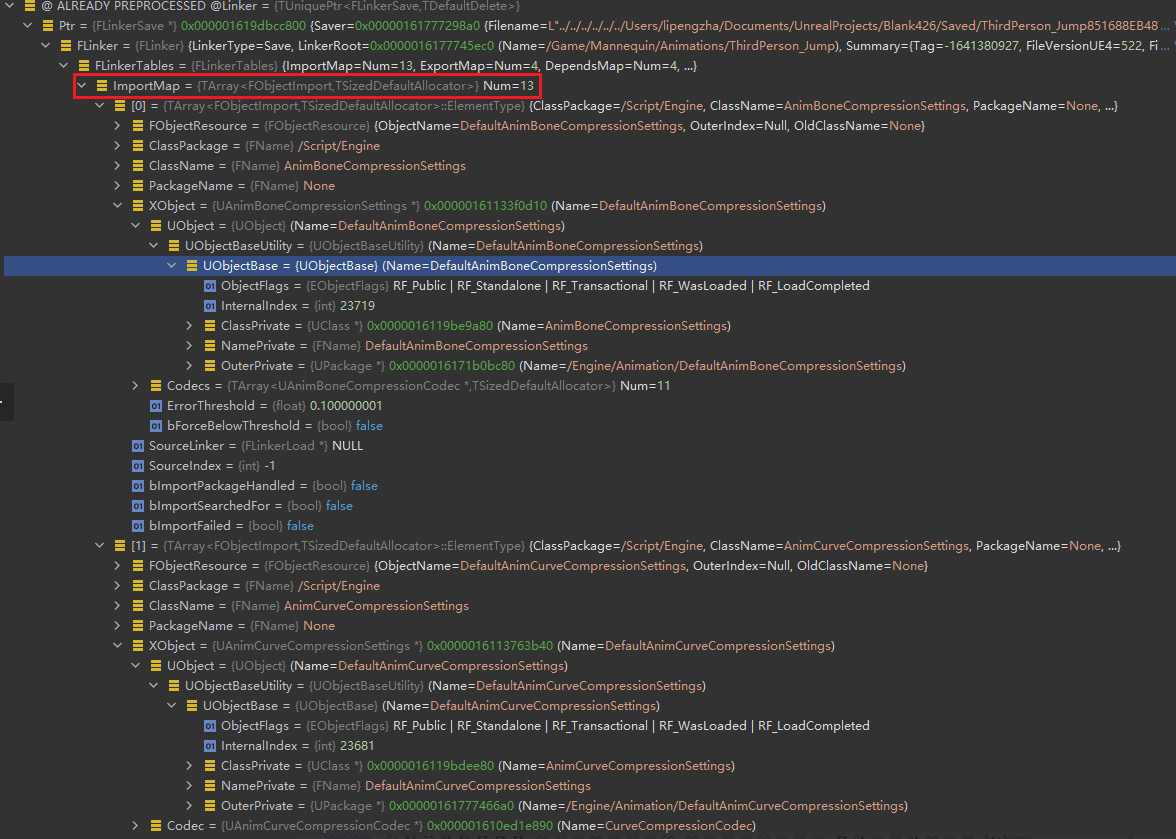 @ ALREADY PREPROCESSED @Linker = {TUniquePtr<FLinkerSave,TDefaultDelete>}
Ptr = {FLinkerSave *} 0x000001619dbcc800 {Saver=0x00000161777298a0 {Filename=L"../../../../../../Users/lipengzha/Documents/UnrealProjects/Blank426/Saved/ThirdPerson_Jump851688EB48 ...
FLinker = {FLinker} {LinkerType=Save, LinkerRoot=0x0000016177745ec0 (Name=/Game/Mannequin/Animations/ThirdPerson_Jump), Summary={Tag=-1641380927, FileVersionUE4=522, Fi ...
FLinkerTables = {FLinkerTables} {ImportMap=Num=13, ExportMap=Num=4, DependsMap=Num=4, ...}
ImportMap = {TArray<FObjectImport,TSizedDefaultAllocator>} Num=13
[0] = {TArray<FObjectImport,TSizedDefaultAllocator>::ElementType} {ClassPackage=/Script/Engine, ClassName=AnimBoneCompressionSettings, PackageName=None, ...}
FObjectResource = {FObjectResource} {ObjectName=DefaultAnimBoneCompressionSettings, OuterIndex=Null, OldClassName=None}
ClassPackage = {FName} /Script/Engine
ClassName = {FName} AnimBoneCompressionSettings
PackageName = {FName} None
XObject = {UAnimBoneCompressionSettings *} 0x00000161133f0d10 (Name=DefaultAnimBoneCompressionSettings)
UObject = {UObject} (Name=DefaultAnimBoneCompressionSettings)
UObjectBaseUtility = {UObjectBaseUtility} (Name=DefaultAnimBoneCompressionSettings)
UObjectBase = {UObjectBase} (Name=DefaultAnimBoneCompressionSettings)
ObjectFlags = {EObjectFlags} RF_Public | RF_Standalone | RF_Transactional | RF_WasLoaded | RF_LoadCompleted
InternalIndex = {int} 23719
ClassPrivate = {UClass *} 0x0000016119be9a80 (Name=AnimBoneCompressionSettings)
NamePrivate = {FName} DefaultAnimBoneCompressionSettings
OuterPrivate = {UPackage *} 0x0000016171b0bc80 (Name=/Engine/Animation/DefaultAnimBoneCompressionSettings)
Codecs = {TArray<UAnimBoneCompressionCodec *,TSizedDefaultAllocator>} Num=11
ErrorThreshold = {float} 0.100000001
bForceBelowThreshold = {bool} false
SourceLinker = {FLinkerLoad *} NULL
SourceIndex = {int} -1
bImportPackageHandled = {bool} false
bImportSearchedFor = {bool} false
bImportFailed = {bool} false
[1] = {TArray<FObjectImport,TSizedDefaultAllocator>::ElementType} {ClassPackage=/Script/Engine, ClassName=AnimCurveCompressionSettings, PackageName=None, ...}
FObjectResource = {FObjectResource} {ObjectName=DefaultAnimCurveCompressionSettings, OuterIndex=Null, OldClassName=None}
ClassPackage = {FName} /Script/Engine
ClassName = {FName} AnimCurveCompressionSettings
PackageName = {FName} None
XObject = {UAnimCurveCompressionSettings *} 0x0000016113763b40 (Name=DefaultAnimCurveCompressionSettings)
UObject = {UObject} (Name=DefaultAnimCurveCompressionSettings)
UObjectBaseUtility = {UObjectBaseUtility} (Name=DefaultAnimCurveCompressionSettings)
UObjectBase = {UObjectBase} (Name=DefaultAnimCurveCompressionSettings)
ObjectFlags = {EObjectFlags} RF_Public | RF_Standalone | RF_Transactional | RF_WasLoaded | RF_LoadCompleted
InternalIndex = {int} 23681
ClassPrivate = {UClass *} 0x0000016119bdee80 (Name=AnimCurveCompressionSettings)
NamePrivate = {FName} DefaultAnimCurveCompressionSettings
OuterPrivate = {UPackage *} 0x00000161777466a0 (Name=/Engine/Animation/DefaultAnimCurveCompressionSettings)
Codec = {UAnimCurveCompressionCodec *} 0x000001610ed1e890 (Name=CurveCompressionCodec)